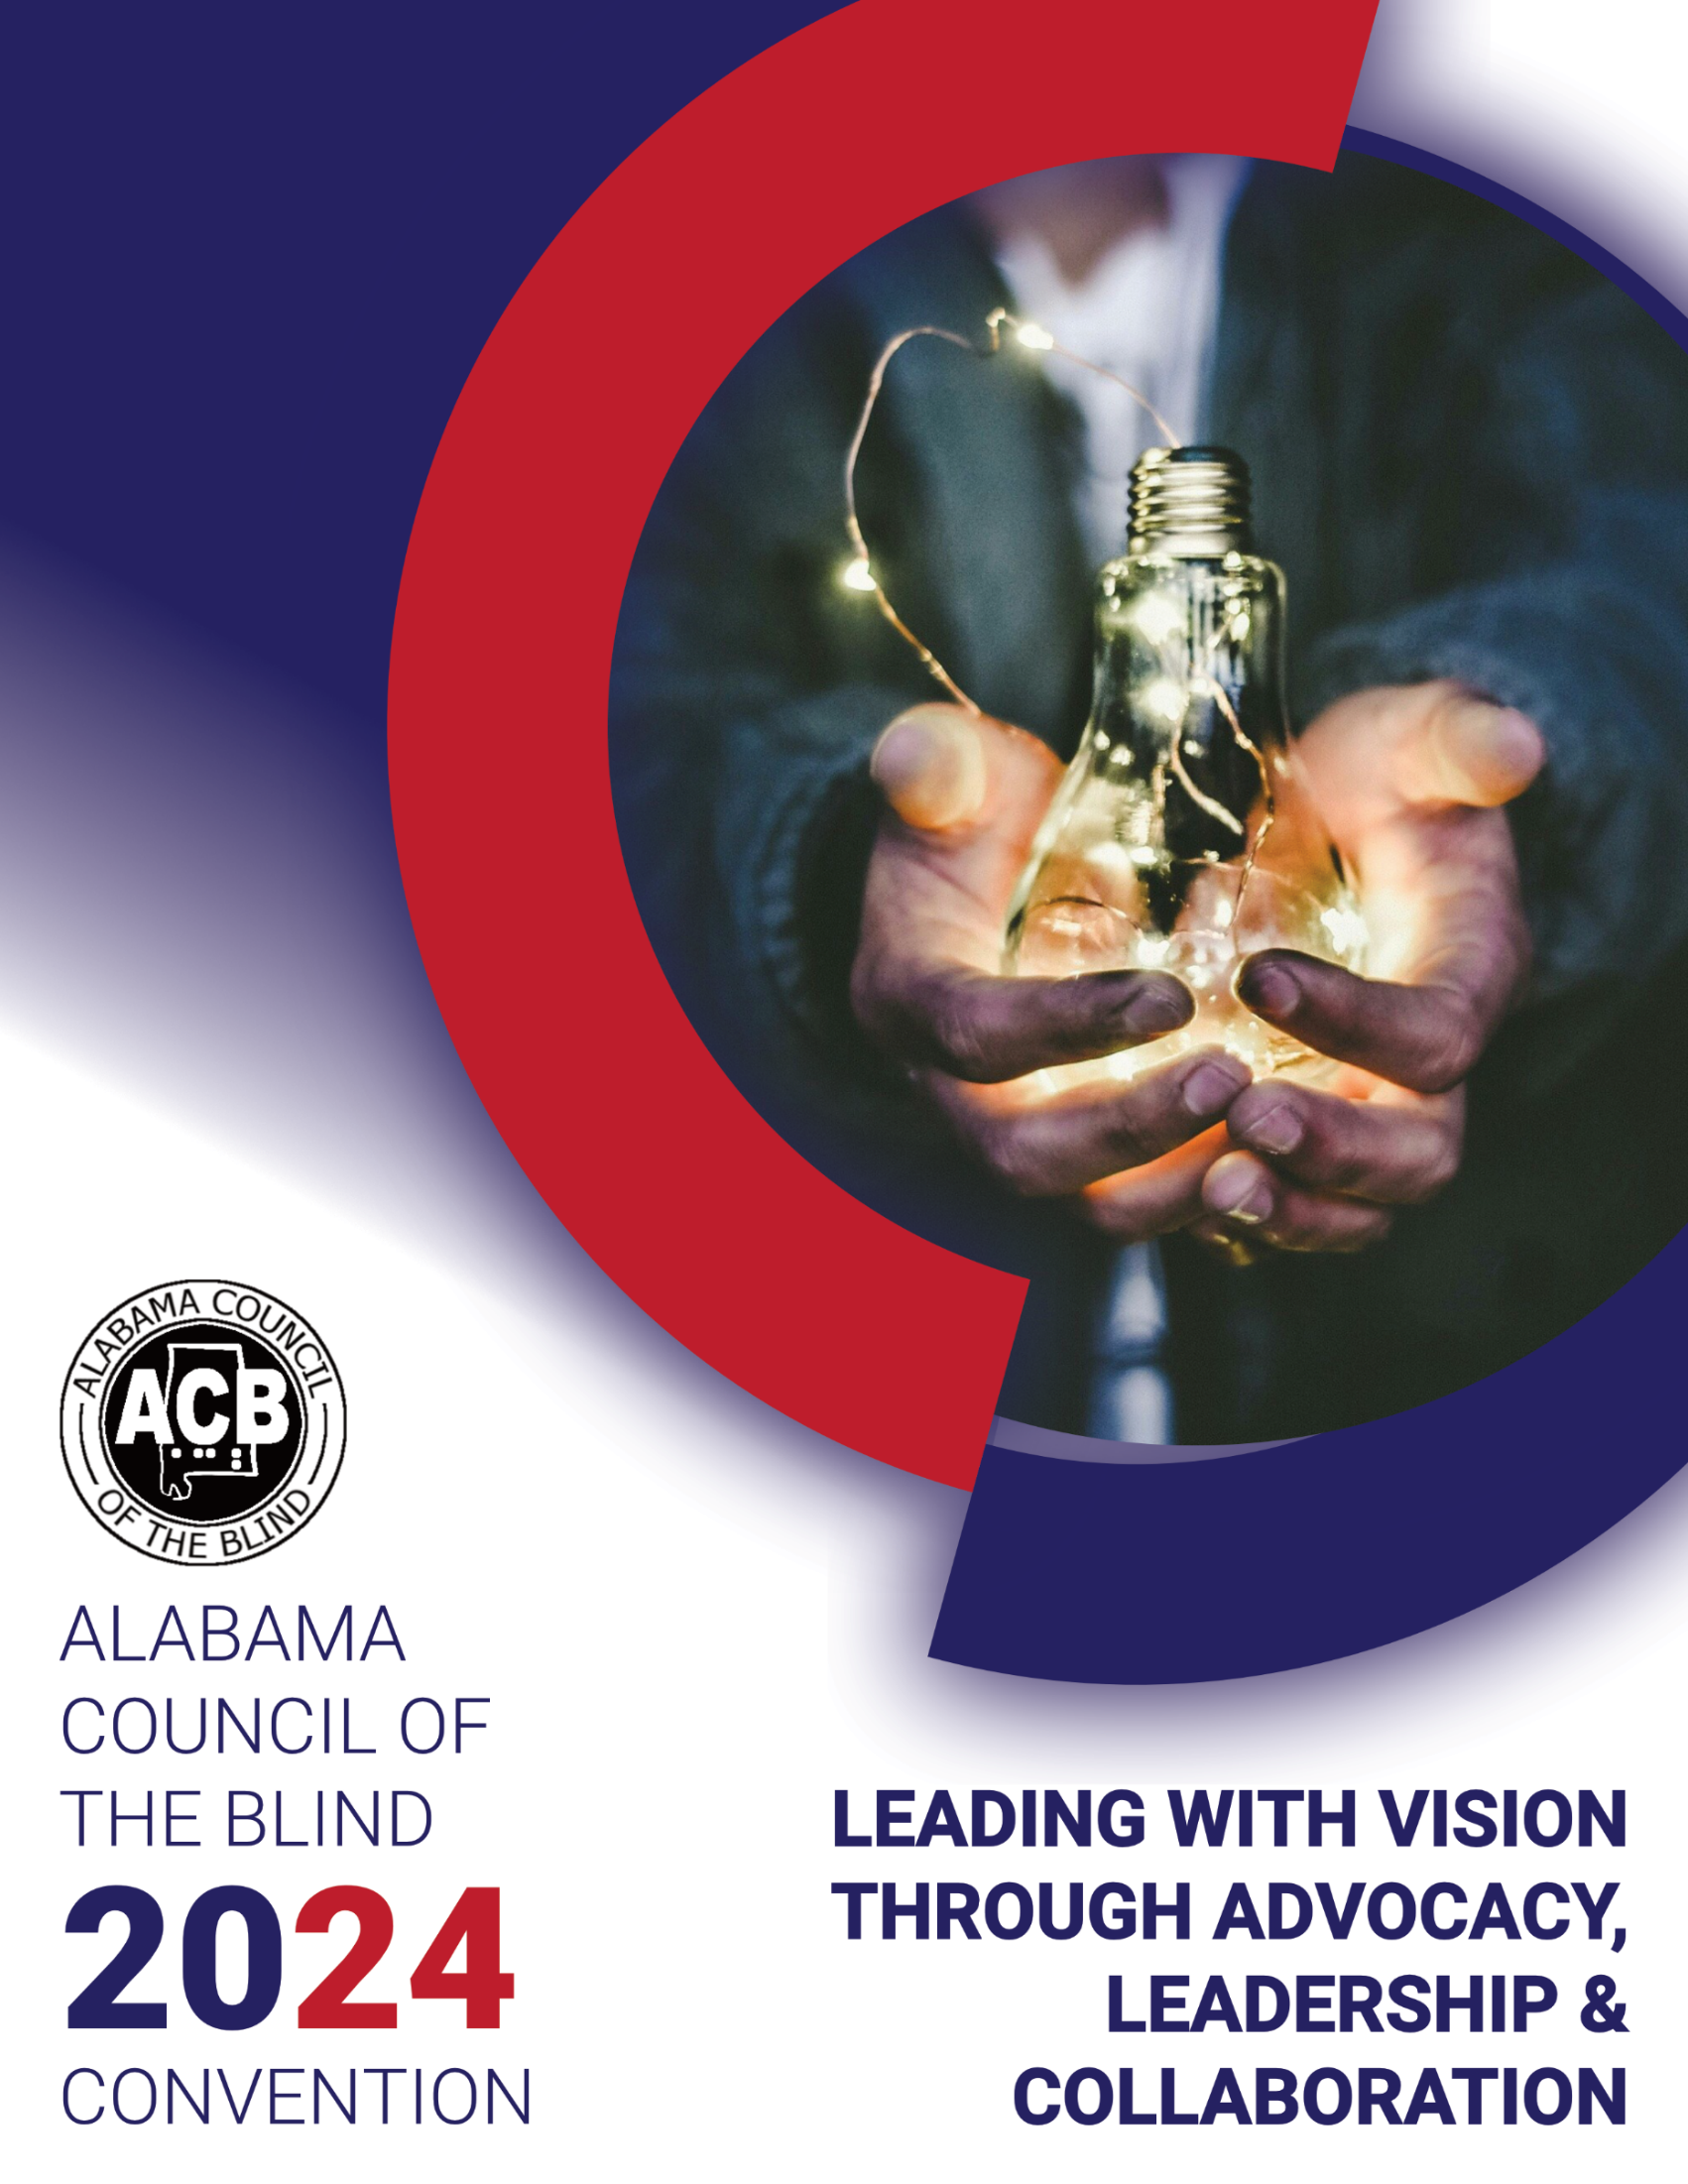 ALABAMA COUNCIL
ACB
OF THE BLIND
ALABAMA
COUNCIL OF
THE BLIND
2024
CONVENTION
LEADING WITH VISION
THROUGH ADVOCACY,
LEADERSHIP &
COLLABORATION